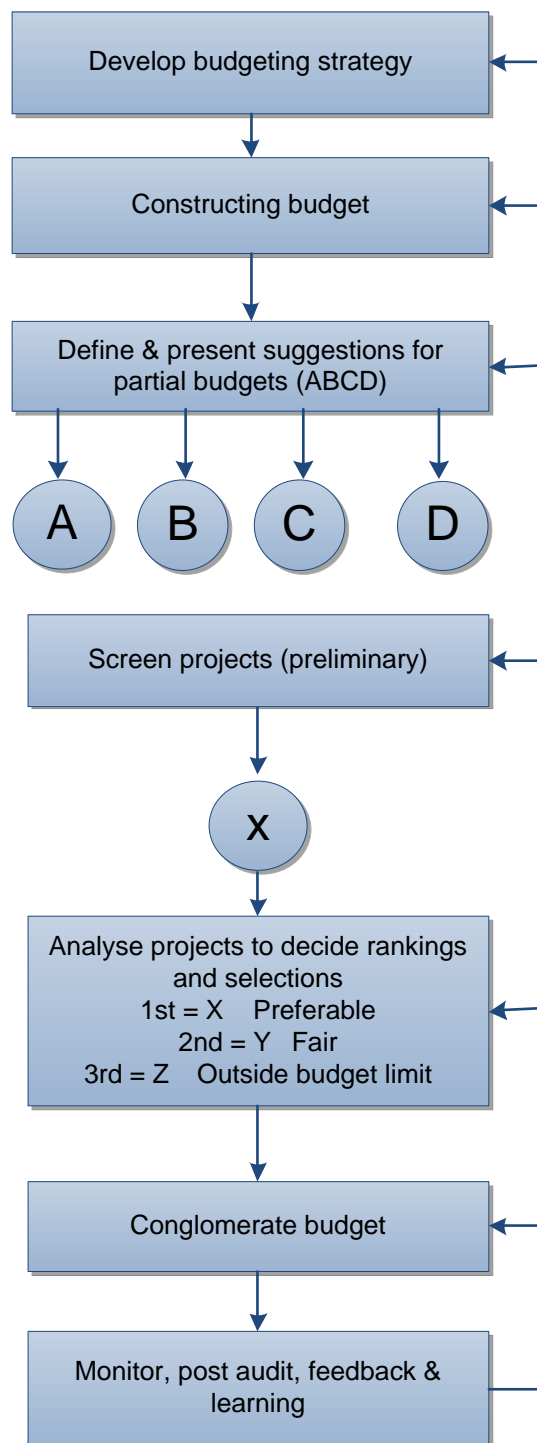 Develop budgeting strategy
Constructing budget
Define & present suggestions for
partial budgets (ABCD)
A B C D
Screen projects (preliminary)
x
Analyse projects to decide rankings
and selections
1st = X Preferable
2nd = Y Fair
3rd = Z Outside budget limit
Conglomerate budget
Monitor, post audit, feedback &
learning